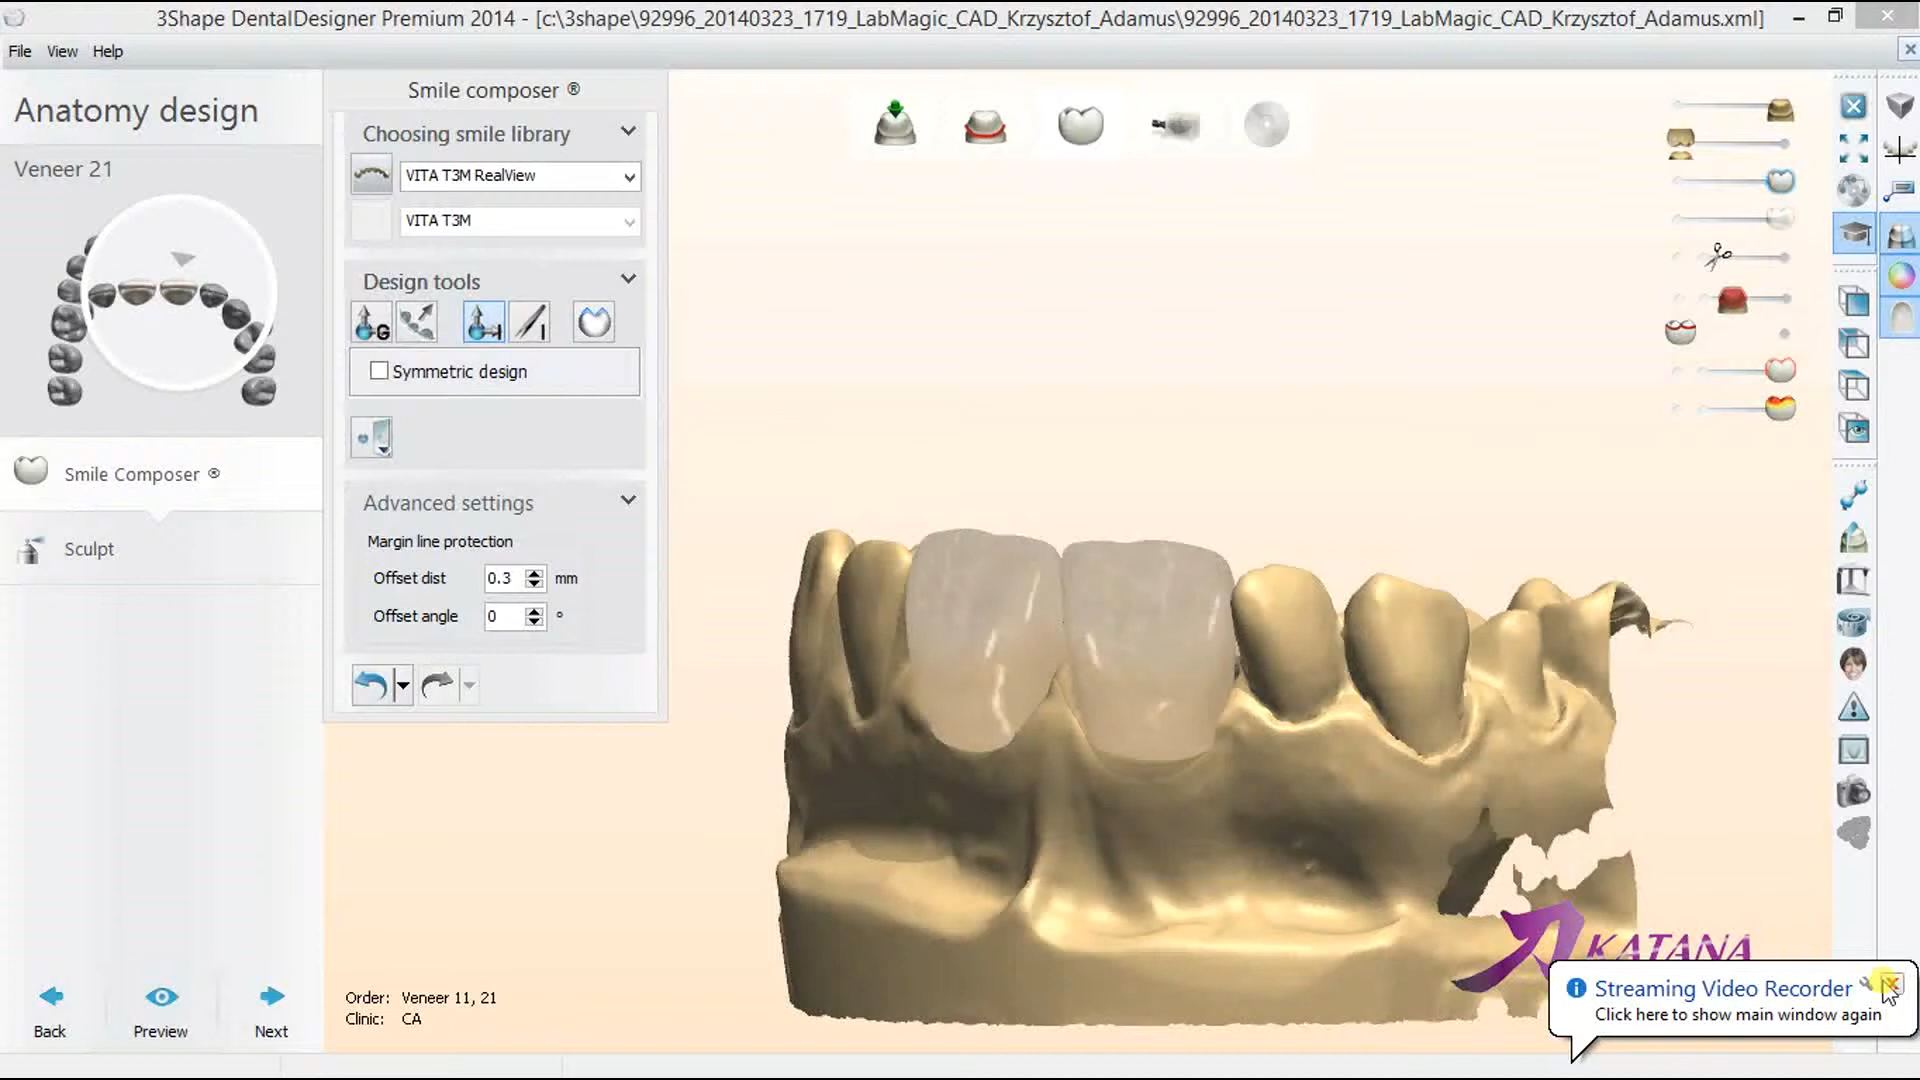 3Shape DentalDesigner Premium 2014 - [c:\3shape\92996_20140323_1719_LabMagic_CAD_Krzysztof_Adamus\92996_20140323_1719_LabMagic_CAD_Krzysztof_Adamus.xml]
File View Help
Anatomy design
Veneer 21
Smile Composer ®
Sculpt
Back
Preview
Next
Smile composer ®
Choosing smile library
VITA T3M RealView
VITA T3M
Design tools
G
I
Symmetric design
Advanced settings
Margin line protection
Offset dist 0.3 mm
Offset angle 0 °
Order: Veneer 11, 21
Clinic: CA
KATANA
Streaming Video Recorder
Click here to show main window again